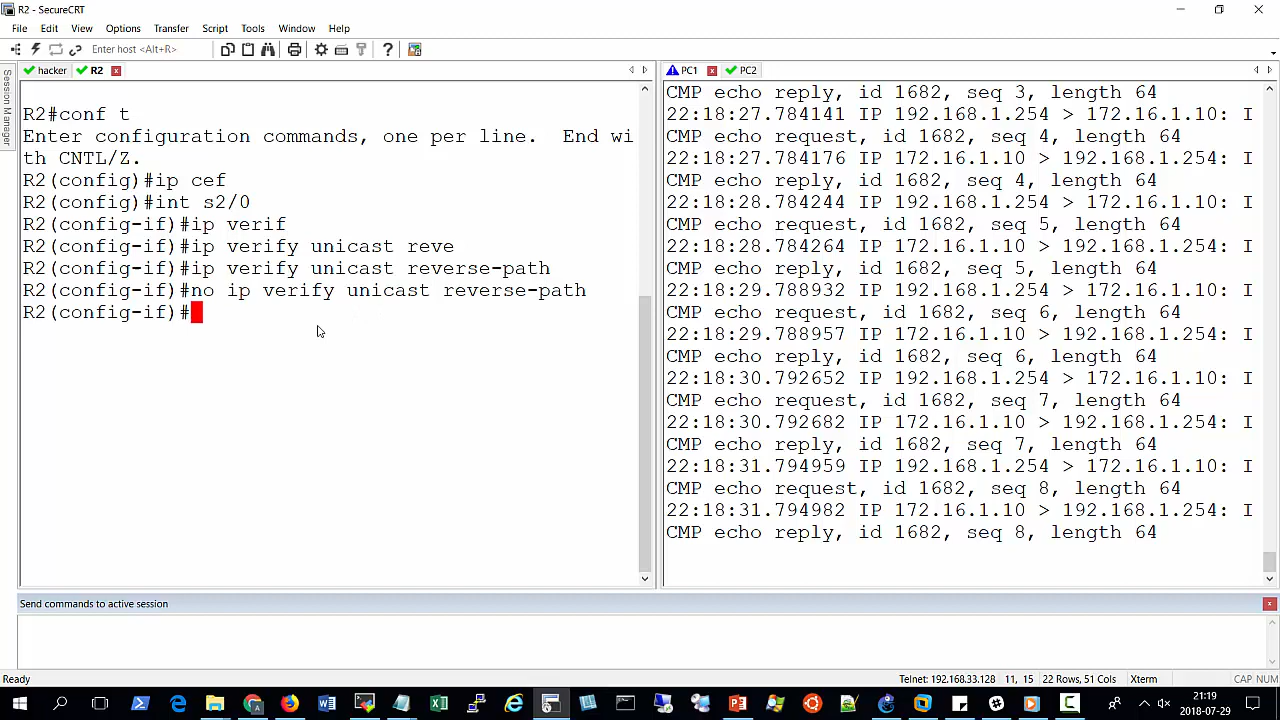 R2 - SecureCRT
File Edit View Options Transfer Script Tools Window Help
Enter host <Alt+R>
Session Manager
hacker R2
PC1 PC2
R2#conf t
Enter configuration commands, one per line.  End wi
th CNTL/Z.
R2(config)#ip cef
R2(config)#int s2/0
R2(config-if)#ip verif
R2(config-if)#ip verify unicast reve
R2(config-if)#ip verify unicast reverse-path
R2(config-if)#no ip verify unicast reverse-path
R2(config-if)#
CMP echo reply, id 1682, seq 3, length 64
22:18:27.784141 IP 192.168.1.254 > 172.16.1.10: I
CMP echo request, id 1682, seq 4, length 64
22:18:27.784176 IP 172.16.1.10 > 192.168.1.254: I
CMP echo reply, id 1682, seq 4, length 64
22:18:28.784244 IP 192.168.1.254 > 172.16.1.10: I
CMP echo request, id 1682, seq 5, length 64
22:18:28.784264 IP 172.16.1.10 > 192.168.1.254: I
CMP echo reply, id 1682, seq 5, length 64
22:18:29.788932 IP 192.168.1.254 > 172.16.1.10: I
CMP echo request, id 1682, seq 6, length 64
22:18:29.788957 IP 172.16.1.10 > 192.168.1.254: I
CMP echo reply, id 1682, seq 6, length 64
22:18:30.792652 IP 192.168.1.254 > 172.16.1.10: I
CMP echo request, id 1682, seq 7, length 64
22:18:30.792682 IP 172.16.1.10 > 192.168.1.254: I
CMP echo reply, id 1682, seq 7, length 64
22:18:31.794959 IP 192.168.1.254 > 172.16.1.10: I
CMP echo request, id 1682, seq 8, length 64
22:18:31.794982 IP 172.16.1.10 > 192.168.1.254: I
CMP echo reply, id 1682, seq 8, length 64
Send commands to active session
Ready Telnet: 192.168.33.128 11, 15 22 Rows, 51 Cols Xterm CAP NUM
21:19
2018-07-29